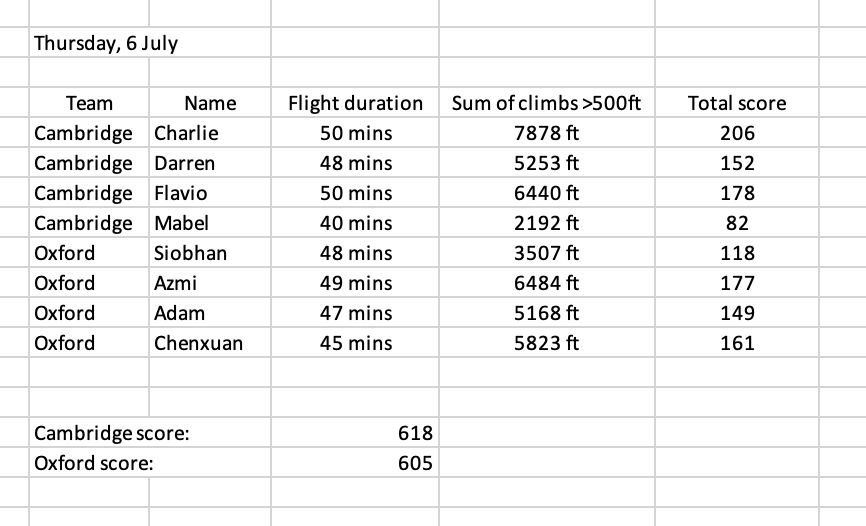 Thursday, 6 July
Team Name Flight duration Sum of climbs >500ft Total score
Cambridge Charlie 50 mins 7878 ft 206
Cambridge Darren 48 mins 5253 ft 152
Cambridge Flavio 50 mins 6440 ft 178
Cambridge Mabel 40 mins 2192 ft 82
Oxford Siobhan 48 mins 3507 ft 118
Oxford Azmi 49 mins 6484 ft 177
Oxford Adam 47 mins 5168 ft 149
Oxford Chenxuan 45 mins 5823 ft 161
Cambridge score: 618
Oxford score: 605